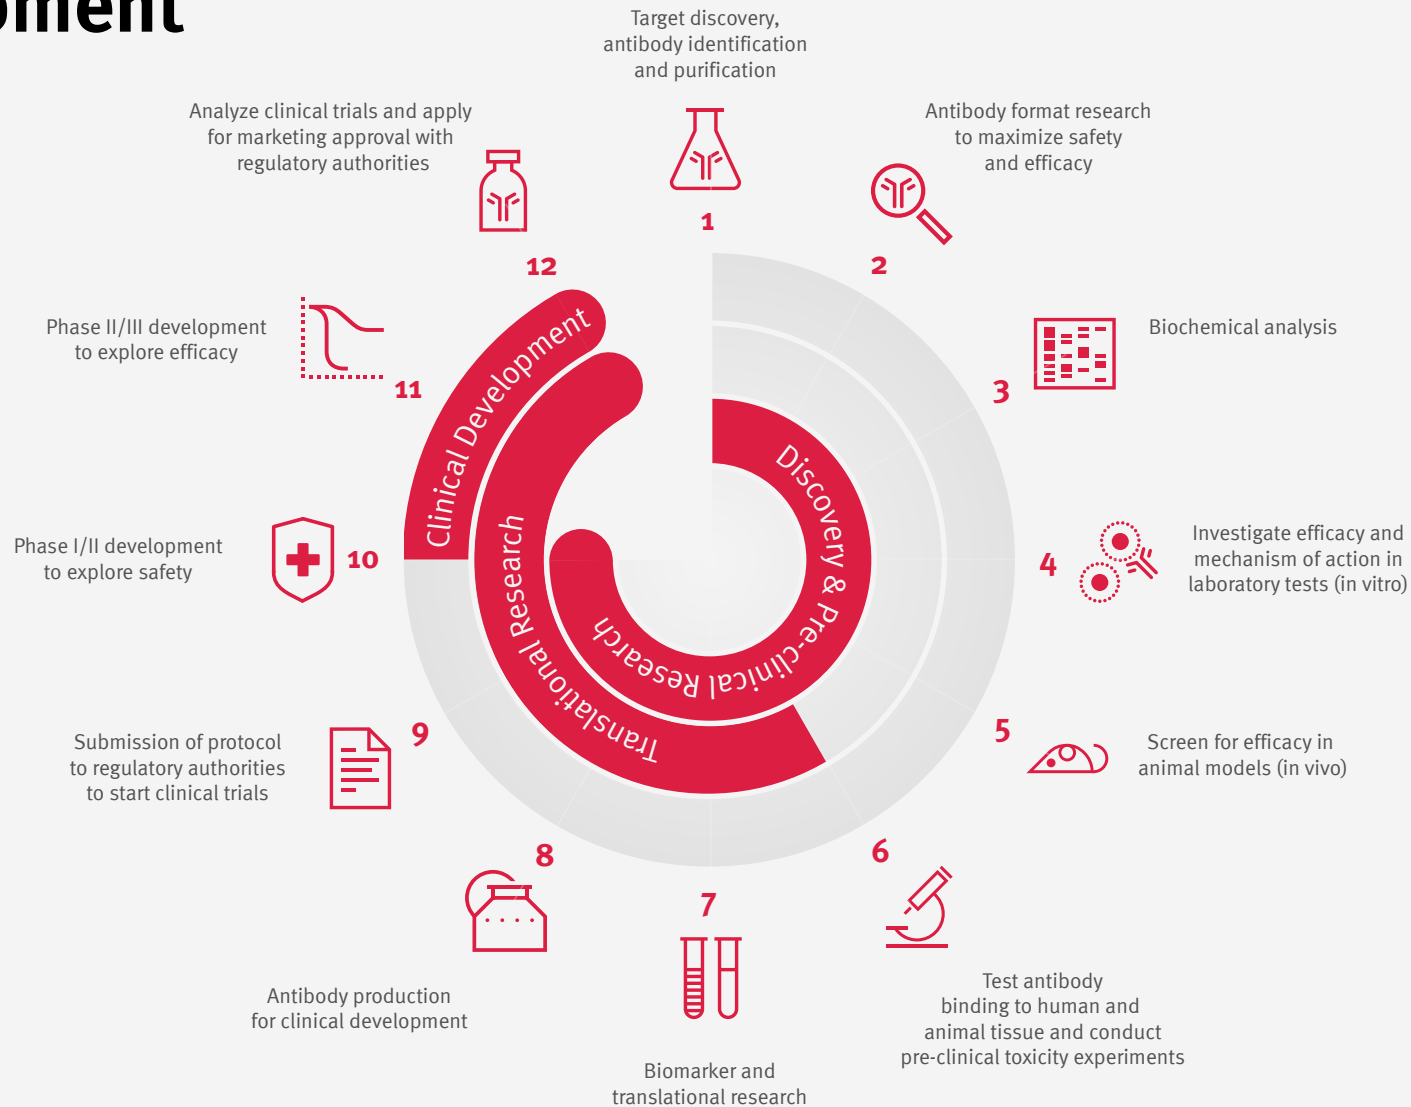 Target discovery,
antibody identification
and purification
1
Antibody format research
to maximize safety
and efficacy
2
Biochemical analysis
3
Investigate efficacy and
mechanism of action in
laboratory tests (in vitro)
4
Screen for efficacy in
animal models (in vivo)
5
6
Test antibody
binding to human and
animal tissue and conduct
pre-clinical toxicity experiments
7
Biomarker and
translational research
8
Antibody production
for clinical development
9
Submission of protocol
to regulatory authorities
to start clinical trials
Phase I/II development
to explore safety
10
Phase II/III development
to explore efficacy
11
Analyze clinical trials and apply
for marketing approval with
regulatory authorities
12
Clinical Development
Translational Research
Discovery & Pre-clinical Research